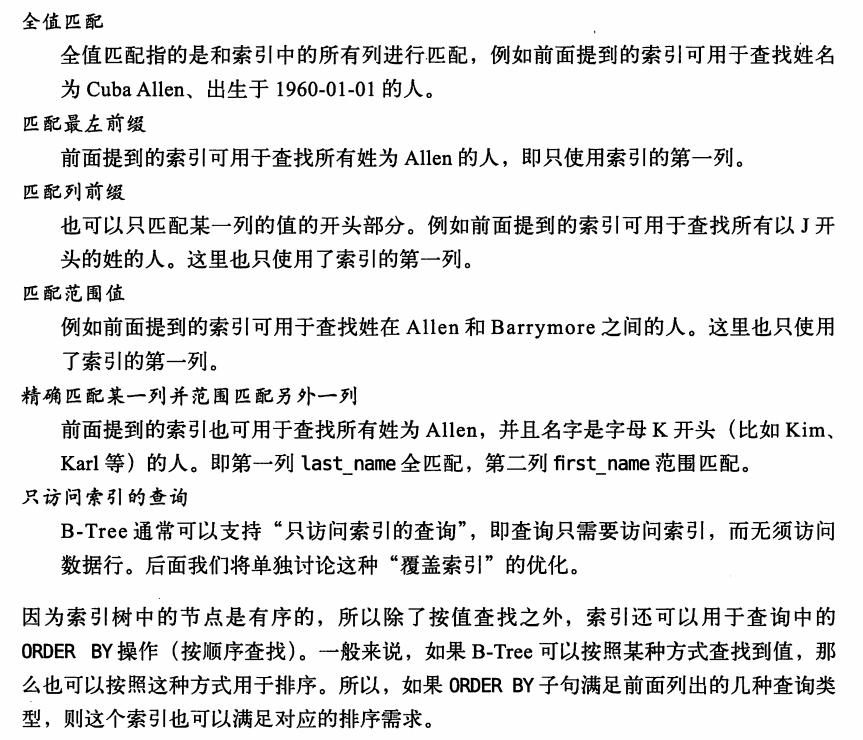 全值匹配
全值匹配指的是和索引中的所有列进行匹配，例如前面提到的索引可用于查找姓名
为 Cuba Allen、出生于 1960-01-01 的人。
匹配最左前缀
前面提到的索引可用于查找所有姓为 Allen 的人，即只使用索引的第一列。
匹配列前缀
也可以只匹配某一列的值的开头部分。例如前面提到的索引可用于查找所有以 J 开
头的姓的人。这里也只使用了索引的第一列。
匹配范围值
例如前面提到的索引可用于查找姓在 Allen 和 Barrymore 之间的人。这里也只使用
了索引的第一列。
精确匹配某一列并范围匹配另外一列
前面提到的索引也可用于查找所有姓为 Allen，并且名字是字母 K 开头（比如 Kim、
Karl 等）的人。即第一列 last_name 全匹配，第二列 first_name 范围匹配。
只访问索引的查询
B-Tree 通常可以支持“只访问索引的查询”，即查询只需要访问索引，而无须访问
数据行。后面我们将单独讨论这种“覆盖索引”的优化。
因为索引树中的节点是有序的，所以除了按值查找之外，索引还可以用于查询中的
ORDER BY 操作（按顺序查找）。一般来说，如果 B-Tree 可以按照某种方式查找到值，那
么也可以按照这种方式用于排序。所以，如果 ORDER BY 子句满足前面列出的几种查询类
型，则这个索引也可以满足对应的排序需求。